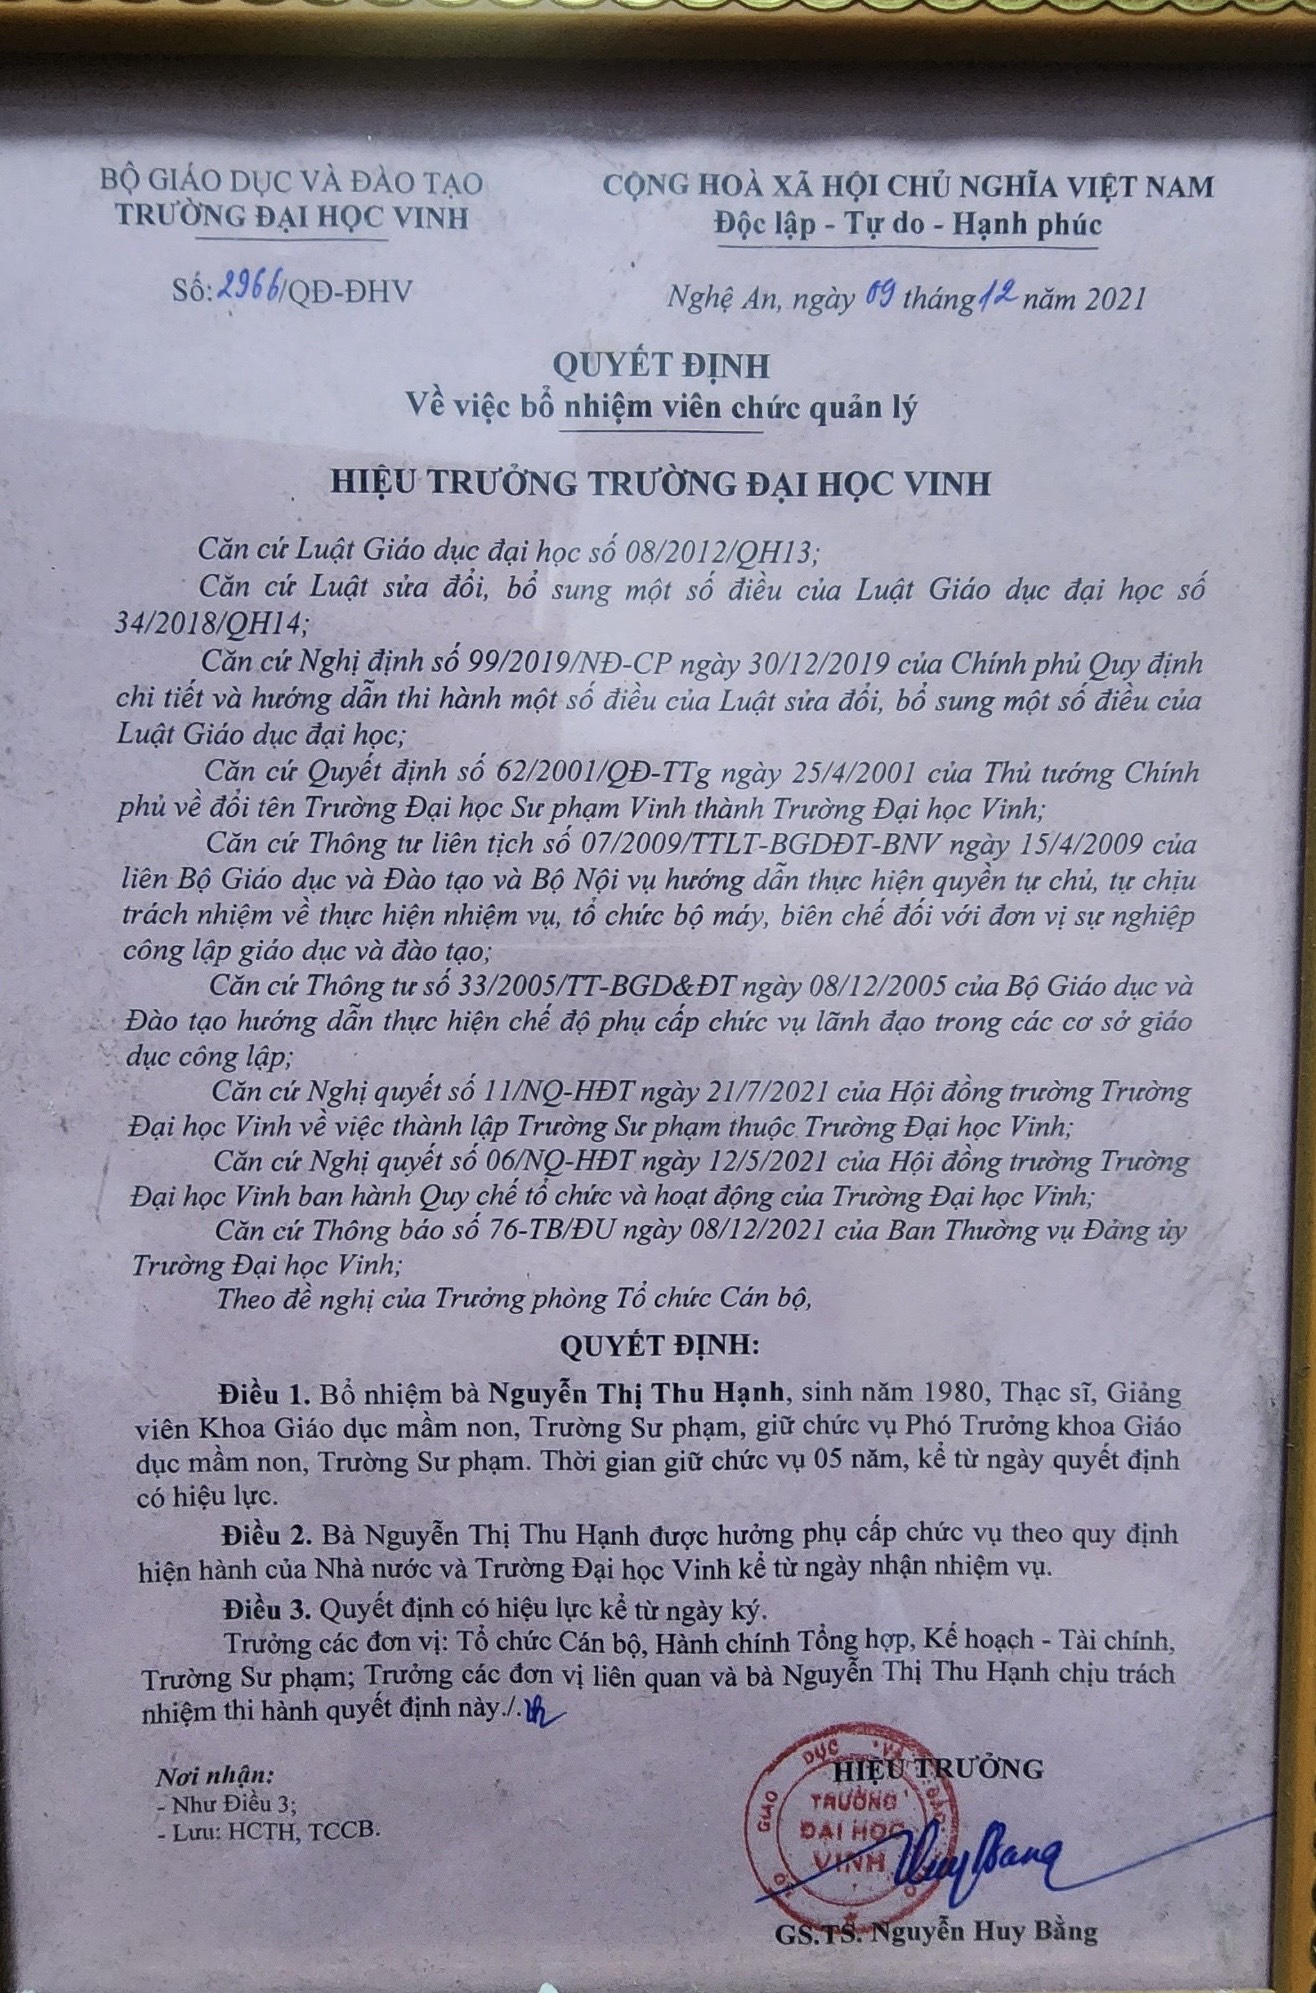 BỘ GIÁO DỤC VÀ ĐÀO TẠO
TRƯỜNG ĐẠI HỌC VINH
CỘNG HOÀ XÃ HỘI CHỦ NGHĨA VIỆT NAM
Độc lập - Tự do - Hạnh phúc
Số: 2966/QĐ-ĐHV
Nghệ An, ngày 09 tháng 12 năm 2021
QUYẾT ĐỊNH
Về việc bổ nhiệm viên chức quản lý
HIỆU TRƯỞNG TRƯỜNG ĐẠI HỌC VINH
Căn cứ Luật Giáo dục đại học số 08/2012/QH13;
Căn cứ Luật sửa đổi, bổ sung một số điều của Luật Giáo dục đại học số
34/2018/QH14;
Căn cứ Nghị định số 99/2019/NĐ-CP ngày 30/12/2019 của Chính phủ Quy định
chi tiết và hướng dẫn thi hành một số điều của Luật sửa đổi, bổ sung một số điều của
Luật Giáo dục đại học;
Căn cứ Quyết định số 62/2001/QĐ-TTg ngày 25/4/2001 của Thủ tướng Chính
phủ về đổi tên Trường Đại học Sư phạm Vinh thành Trường Đại học Vinh;
Căn cứ Thông tư liên tịch số 07/2009/TTLT-BGDĐT-BNV ngày 15/4/2009 của
liên Bộ Giáo dục và Đào tạo và Bộ Nội vụ hướng dẫn thực hiện quyền tự chủ, tự chịu
trách nhiệm về thực hiện nhiệm vụ, tổ chức bộ máy, biên chế đối với đơn vị sự nghiệp
công lập giáo dục và đào tạo;
Căn cứ Thông tư số 33/2005/TT-BGD&ĐT ngày 08/12/2005 của Bộ Giáo dục và
Đào tạo hướng dẫn thực hiện chế độ phụ cấp chức vụ lãnh đạo trong các cơ sở giáo
dục công lập;
Căn cứ Nghị quyết số 11/NQ-HĐT ngày 21/7/2021 của Hội đồng trường Trường
Đại học Vinh về việc thành lập Trường Sư phạm thuộc Trường Đại học Vinh;
Căn cứ Nghị quyết số 06/NQ-HĐT ngày 12/5/2021 của Hội đồng trường Trường
Đại học Vinh ban hành Quy chế tổ chức và hoạt động của Trường Đại học Vinh;
Căn cứ Thông báo số 76-TB/ĐU ngày 08/12/2021 của Ban Thường vụ Đảng ủy
Trường Đại học Vinh;
Theo đề nghị của Trưởng phòng Tổ chức Cán bộ,
QUYẾT ĐỊNH:
Điều 1. Bổ nhiệm bà Nguyễn Thị Thu Hạnh, sinh năm 1980, Thạc sĩ, Giảng
viên Khoa Giáo dục mầm non, Trường Sư phạm, giữ chức vụ Phó Trưởng khoa Giáo
dục mầm non, Trường Sư phạm. Thời gian giữ chức vụ 05 năm, kể từ ngày quyết định
có hiệu lực.
Điều 2. Bà Nguyễn Thị Thu Hạnh được hưởng phụ cấp chức vụ theo quy định
hiện hành của Nhà nước và Trường Đại học Vinh kể từ ngày nhận nhiệm vụ.
Điều 3. Quyết định có hiệu lực kể từ ngày ký.
Trưởng các đơn vị: Tổ chức Cán bộ, Hành chính Tổng hợp, Kế hoạch - Tài chính,
Trường Sư phạm; Trưởng các đơn vị liên quan và bà Nguyễn Thị Thu Hạnh chịu trách
nhiệm thi hành quyết định này./.
Nơi nhận:
- Như Điều 3;
- Lưu: HCTH, TCCB.
HIỆU TRƯỞNG
GIÁO DỤC VÀ ĐÀO
TRƯỜNG
ĐẠI HỌC
VINH
Huy Bang
GS.TS. Nguyễn Huy Bằng